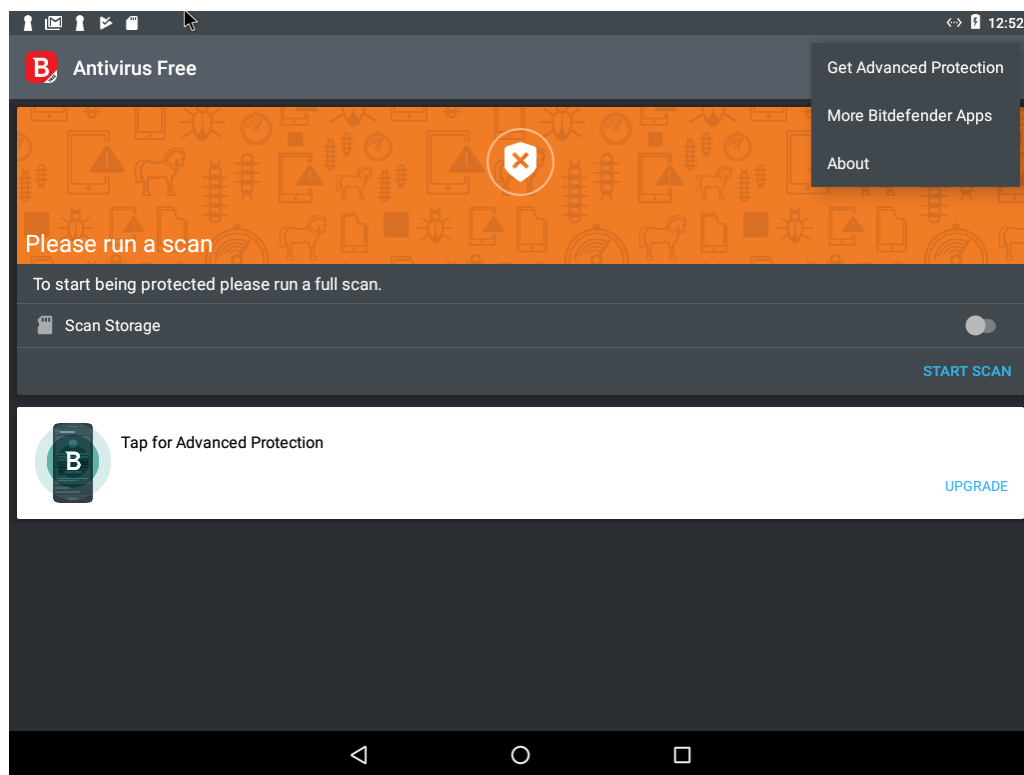 12:52
B Antivirus Free
Get Advanced Protection
More Bitdefender Apps
About
Please run a scan
To start being protected please run a full scan.
Scan Storage
START SCAN
B
Tap for Advanced Protection
UPGRADE